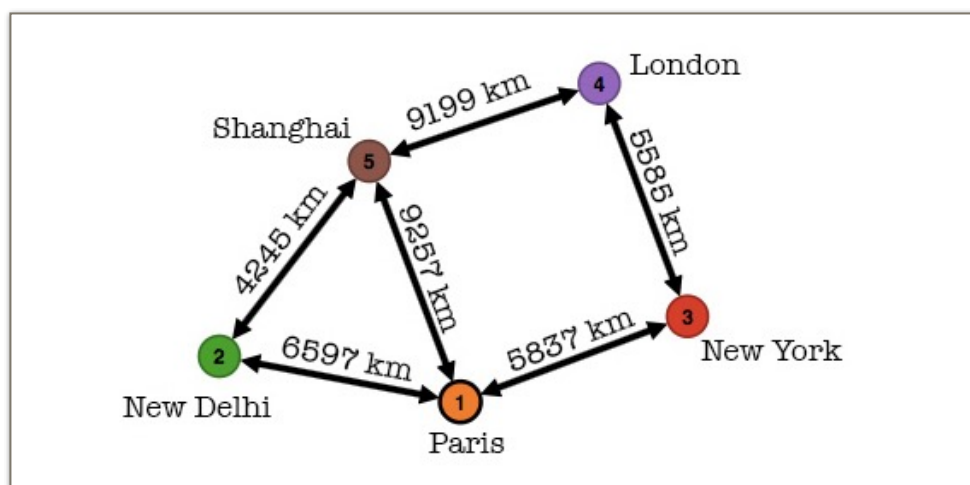 London
4
9199 km
Shanghai
5
5585 km
4245 km
9257 km
3
New York
5837 km
2
6597 km
New Delhi
1
Paris